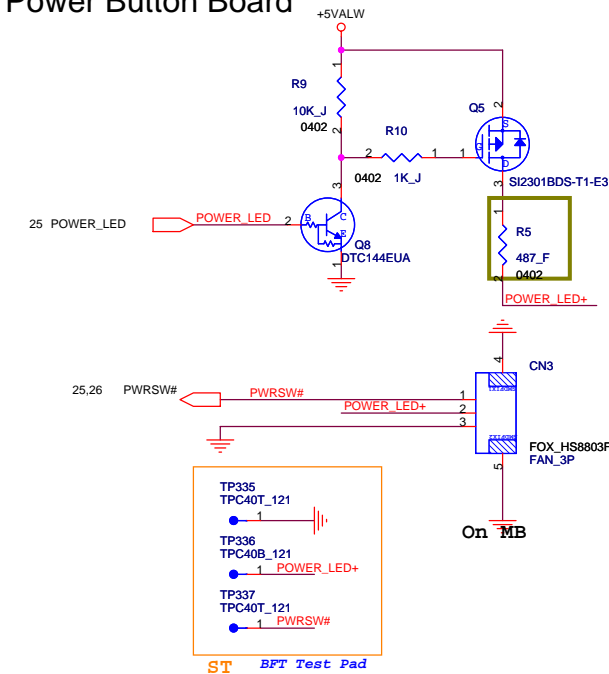 Power Button Board
+5VALW
1
R9
10K_J
0402
2
R10
2
1
1
0402
1K_J
Q5
2
S
G
D
3
SI2301BDS-T1-E3
25 POWER_LED
POWER_LED
2
B
C
E
3
1
Q8
DTC144EUA
1
R5
487_F
0402
2
POWER_LED+
25,26 PWRSW#
PWRSW#
1
POWER_LED+
2
3
4
CN3
FOX_HS8803F
FAN_3P
5
On MB
TP335
TPC40T_121
1
TP336
TPC40B_121
1
POWER_LED+
TP337
TPC40T_121
1
PWRSW#
ST
BFT Test Pad